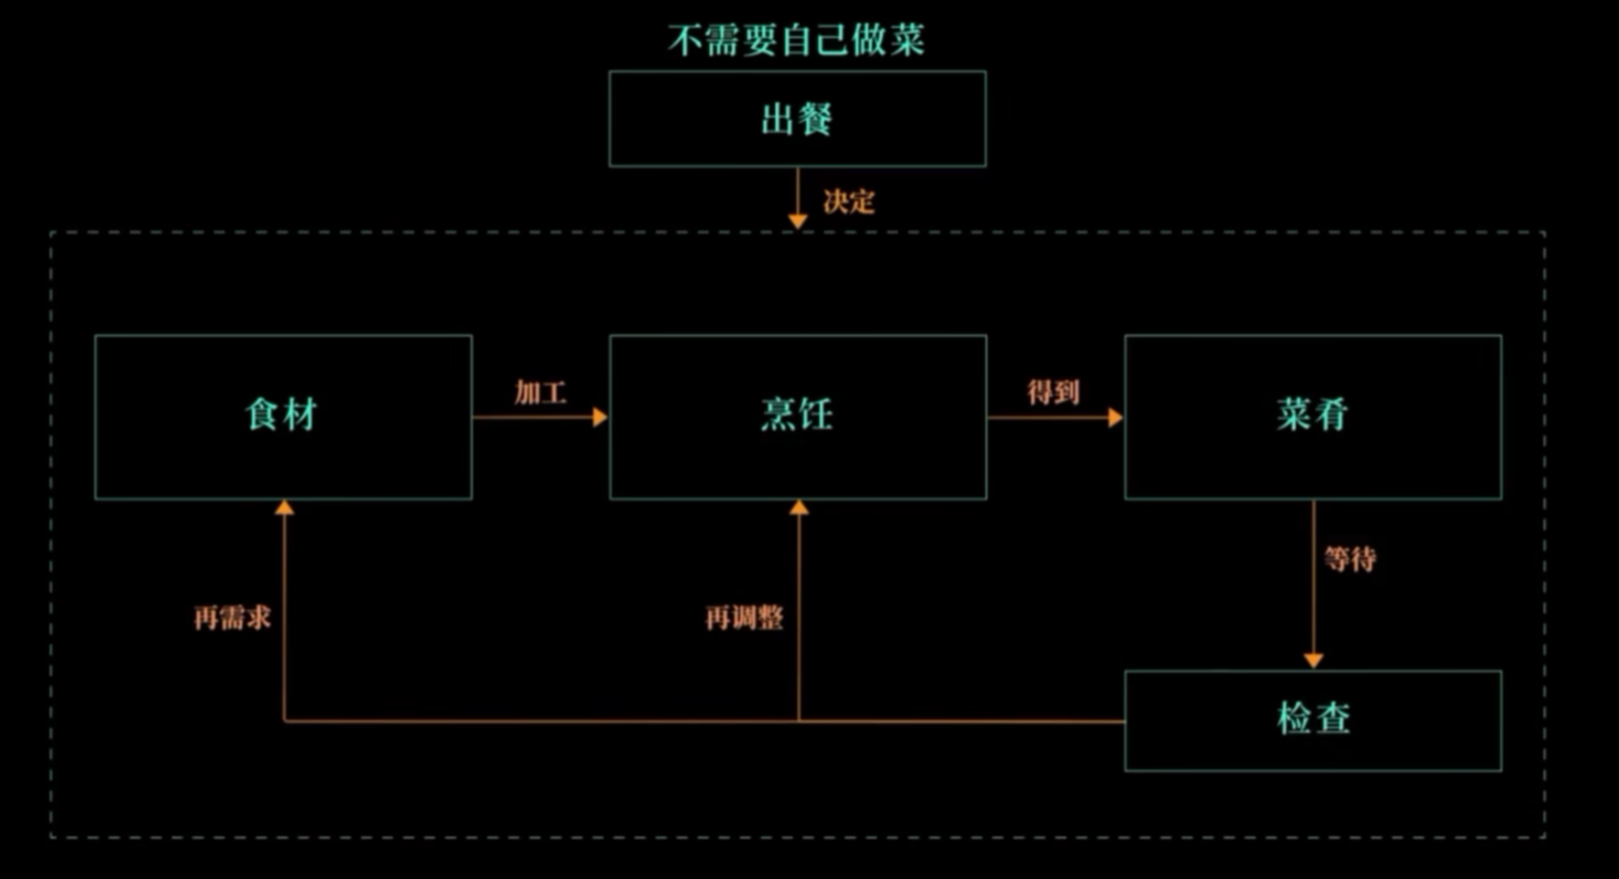 不需要自己做菜
出餐
决定
食材
加工
烹饪
得到
菜肴
等待
再需求
再调整
检查